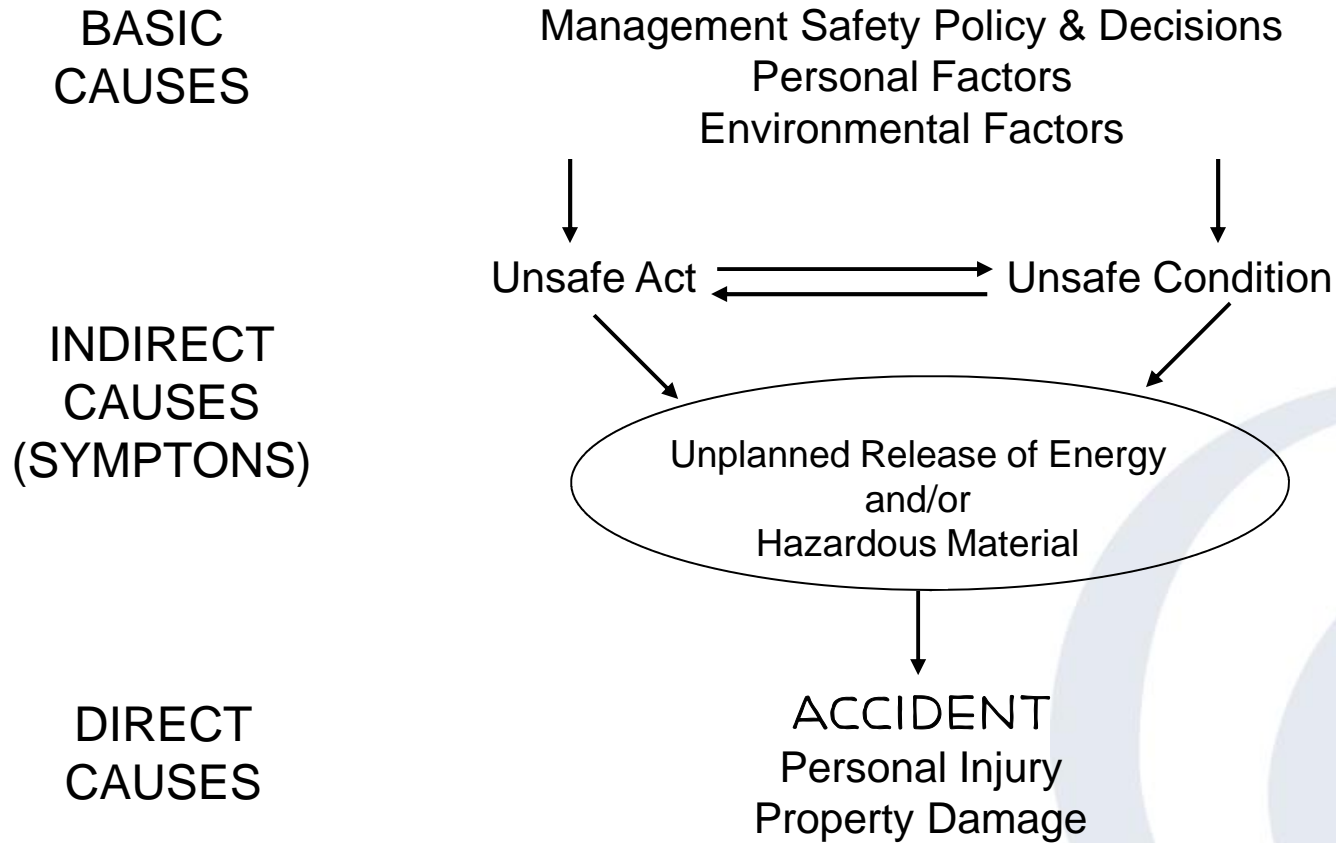 BASIC
CAUSES
Management Safety Policy & Decisions
Personal Factors
Environmental Factors
Unsafe Act
Unsafe Condition
INDIRECT
CAUSES
(SYMPTONS)
Unplanned Release of Energy
and/or
Hazardous Material
DIRECT
CAUSES
ACCIDENT
Personal Injury
Property Damage